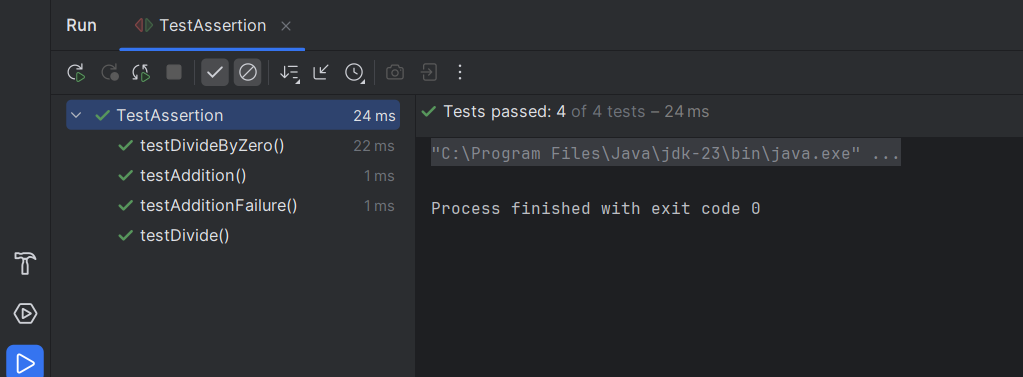 Run TestAssertion
TestAssertion 24 ms
testDivideByZero() 22 ms
testAddition() 1 ms
testAdditionFailure() 1 ms
testDivide()
Tests passed: 4 of 4 tests – 24 ms
"C:\Program Files\Java\jdk-23\bin\java.exe" ...
Process finished with exit code 0